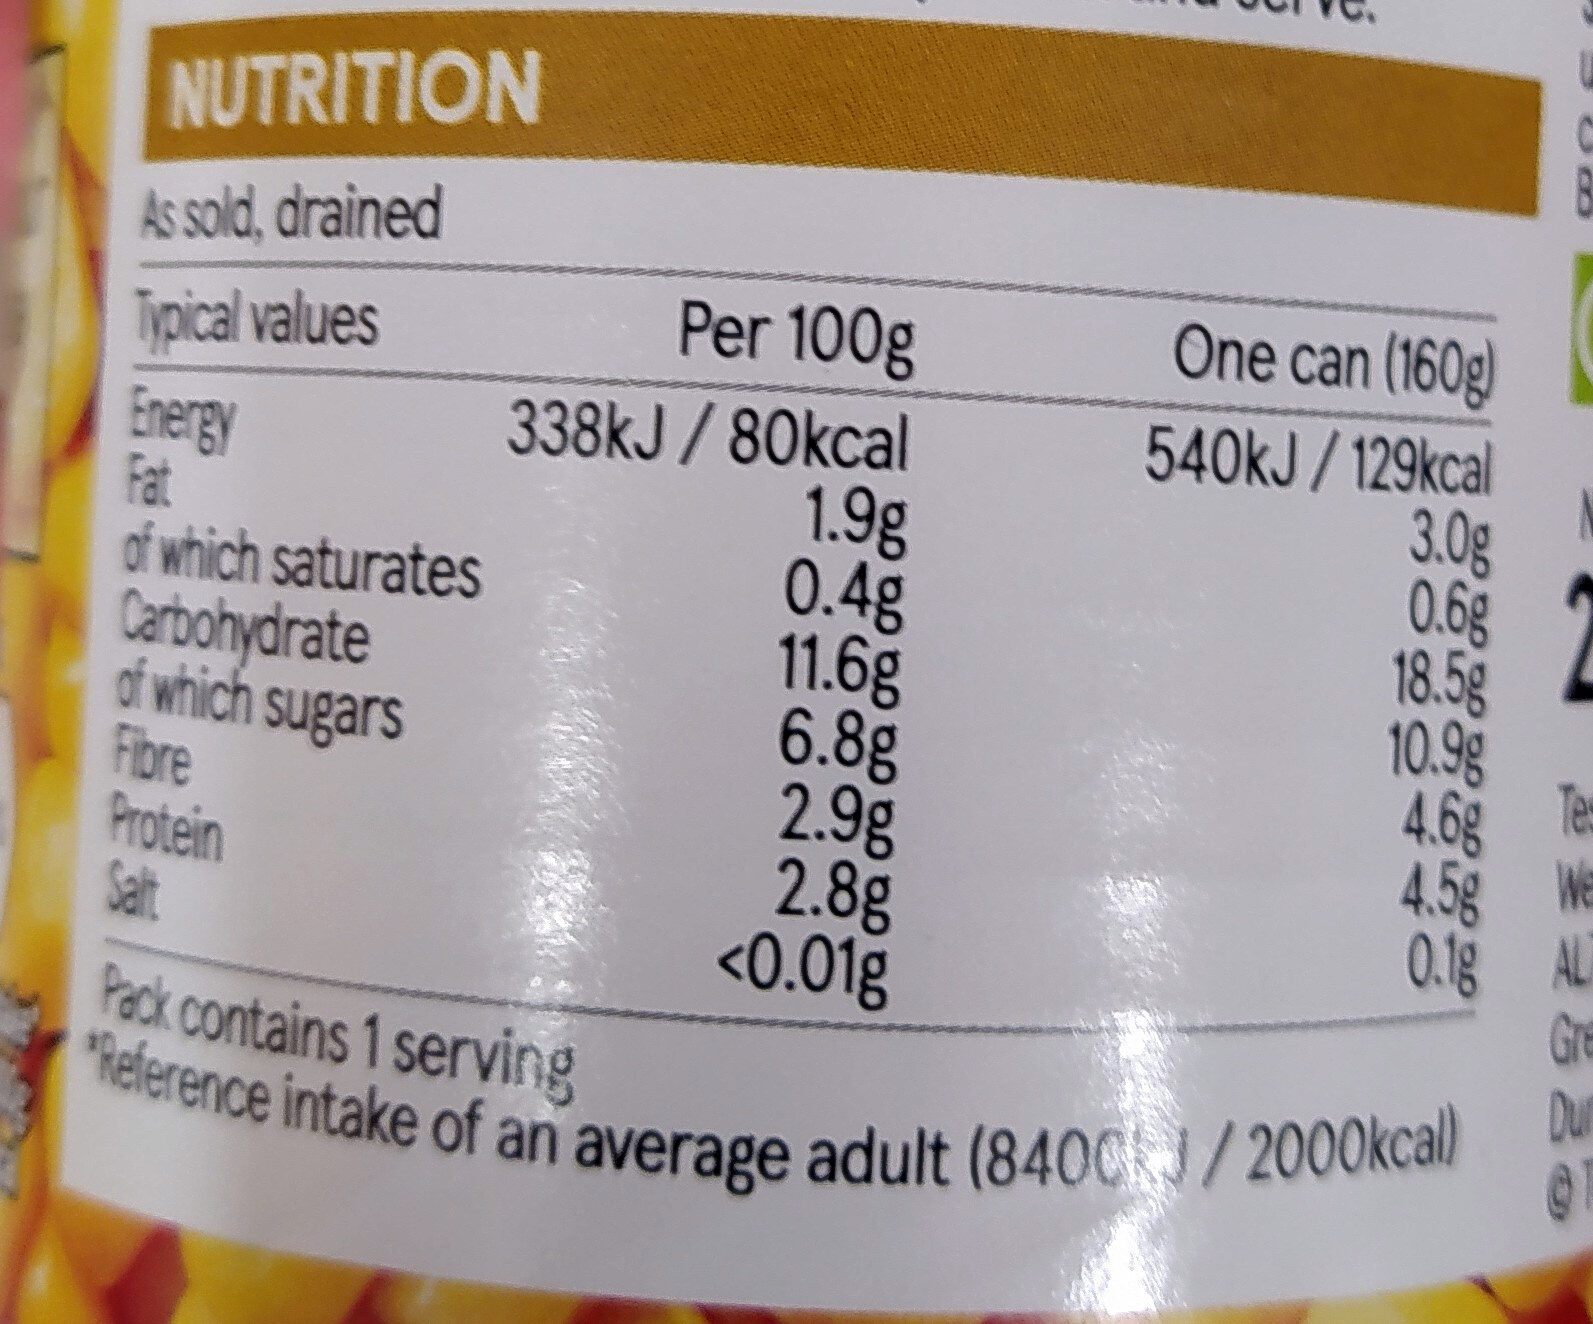 NUTRITION
As sold, drained
Typical values Per 100g One can (160g)
Energy 338kJ / 80kcal 540kJ / 129kcal
Fat 1.9g 3.0g
of which saturates 0.4g 0.6g
Carbohydrate 11.6g 18.5g
of which sugars 6.8g 10.9g
Fibre 2.9g 4.6g
Protein 2.8g 4.5g
Salt <0.01g 0.1g
Pack contains 1 serving
*Reference intake of an average adult (8400kJ / 2000kcal)